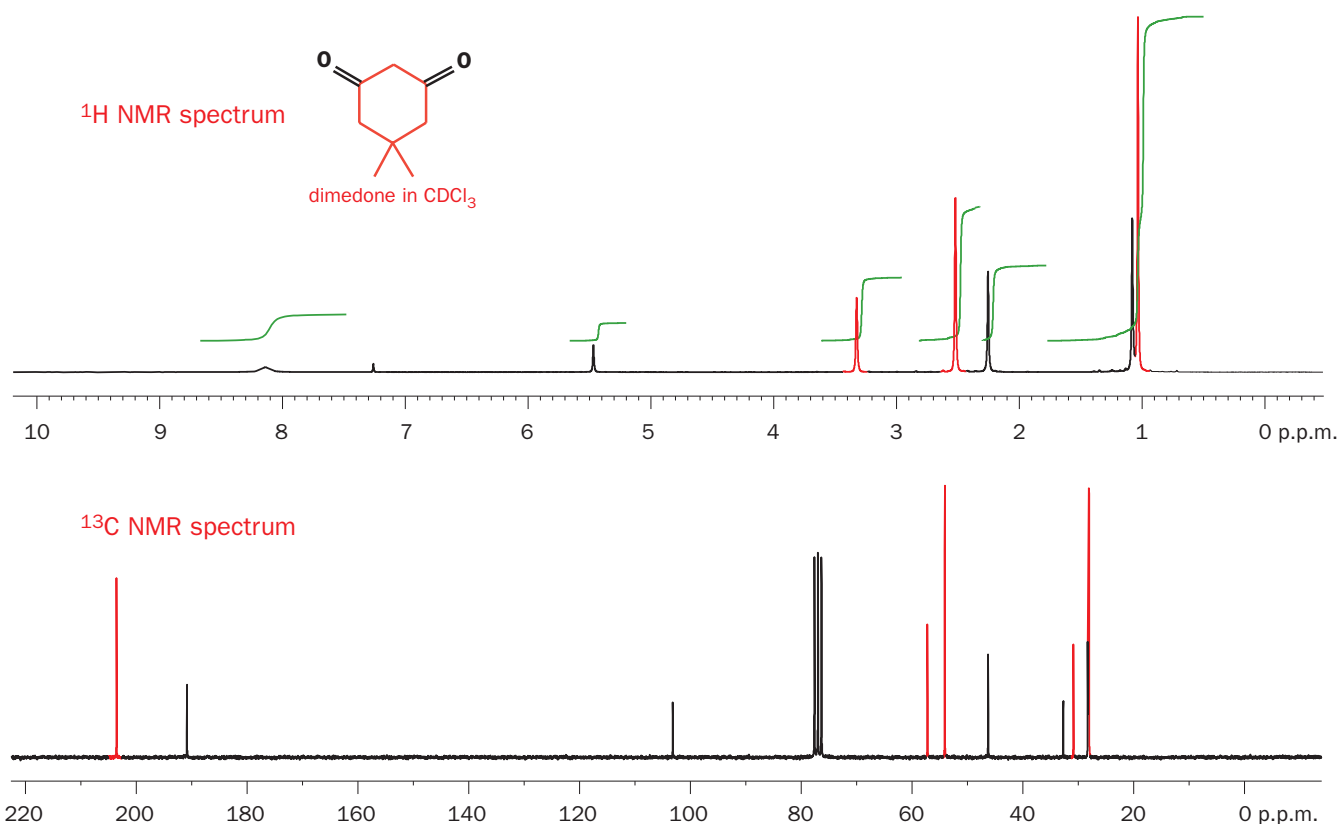 O O
¹H NMR spectrum
dimedone in CDCl₃
10 9 8 7 6 5 4 3 2 1 0 p.p.m.
¹³C NMR spectrum
220 200 180 160 140 120 100 80 60 40 20 0 p.p.m.